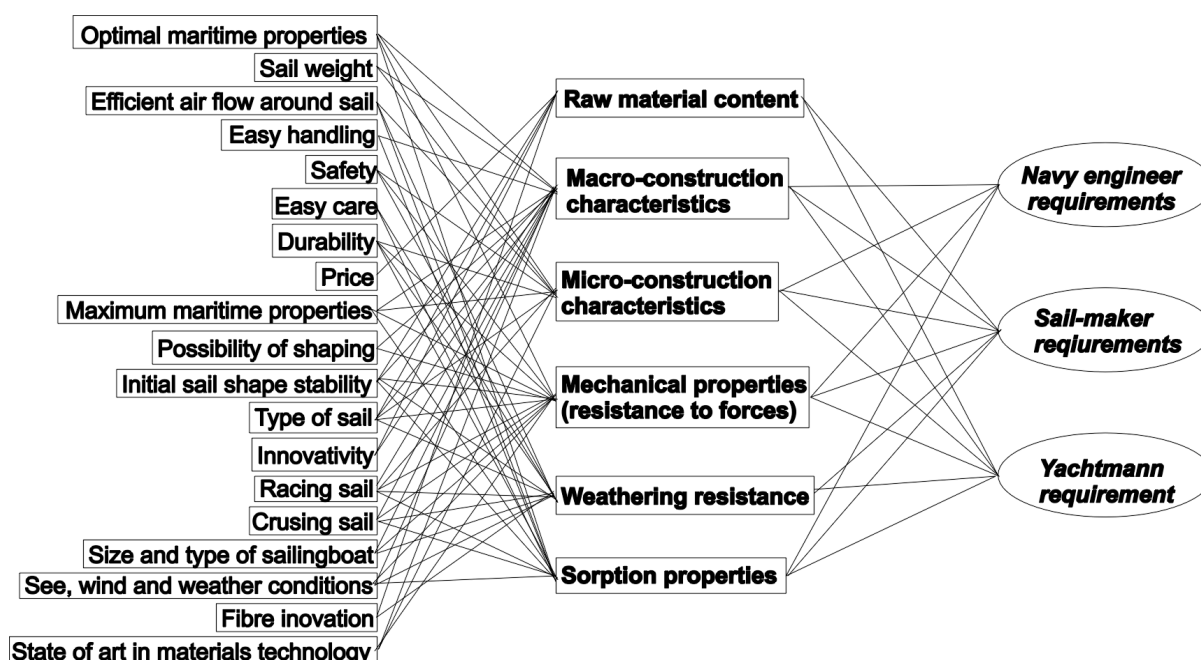 Optimal maritime properties
Sail weight
Efficient air flow around sail
Easy handling
Safety
Easy care
Durability
Price
Maximum maritime properties
Possibility of shaping
Initial sail shape stability
Type of sail
Innovativity
Racing sail
Crusing sail
Size and type of sailingboat
See, wind and weather conditions
Fibre inovation
State of art in materials technology
Raw material content
Macro-construction
characteristics
Micro-construction
characteristics
Mechanical properties
(resistance to forces)
Weathering resistance
Sorption properties
Navy engineer
requirements
Sail-maker
reqiurements
Yachtmann
requirement